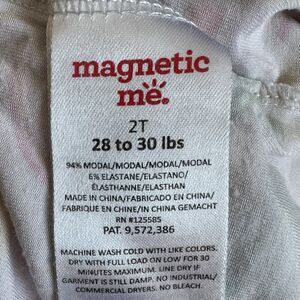 magnetic
me.
2T
28 to 30 lbs
94% MODAL/MODAL/MODAL/MODAL
6% ELASTANE/ELASTANO/
ÉLASTHANNE/ELASTHAN
MADE IN CHINA/FABRICADO EN CHINA/
FABRIQUE EN CHINE/IN CHINA GEMACHT
RN #125585
PAT. 9,572,386
MACHINE WASH COLD WITH LIKE COLORS.
DRY WITH FULL LOAD ON LOW FOR 30
MINUTES MAXIMUM. LINE DRY IF
GARMENT IS STILL DAMP. NO INDUSTRIAL/
COMMERCIAL DRYERS. NO BLEACH.